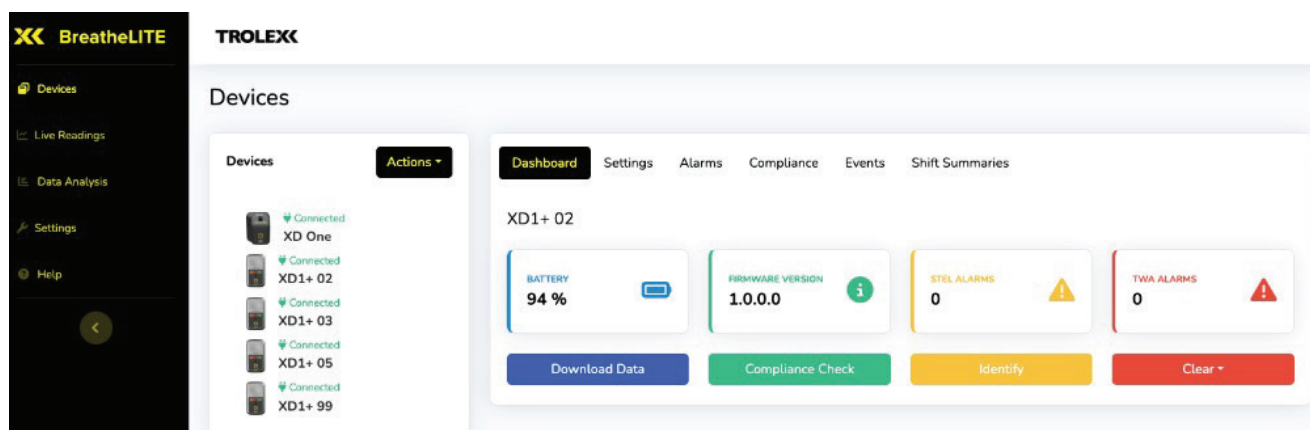 BreatheLITE
TROLEX
Devices
Live Readings
Data Analysis
Settings
Help
Devices
Devices
Actions
Connected
XD One
Connected
XD1+ 02
Connected
XD1+ 03
Connected
XD1+ 05
Connected
XD1+ 99
Dashboard Settings Alarms Compliance Events Shift Summaries
XD1+ 02
BATTERY
94 %
FIRMWARE VERSION
1.0.0.0
STEL ALARMS
0
TWA ALARMS
0
Download Data Compliance Check Identify Clear